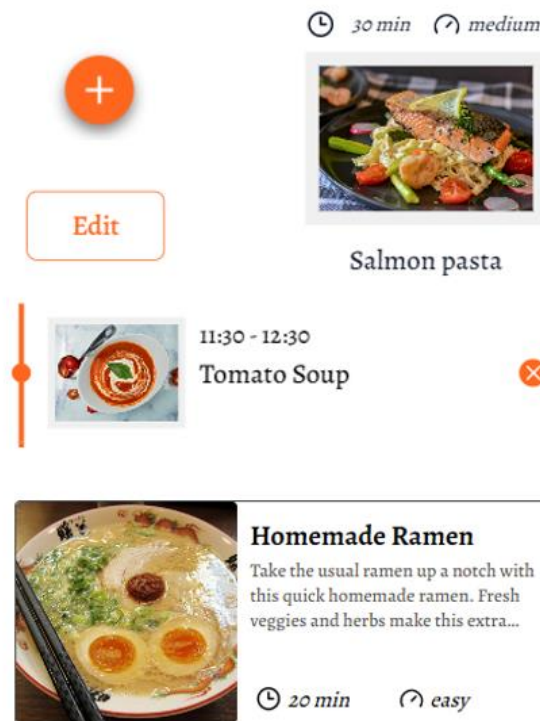 30 min medium
Edit
Salmon pasta
11:30 - 12:30
Tomato Soup
Homemade Ramen
Take the usual ramen up a notch with
this quick homemade ramen. Fresh
veggies and herbs make this extra...
20 min easy